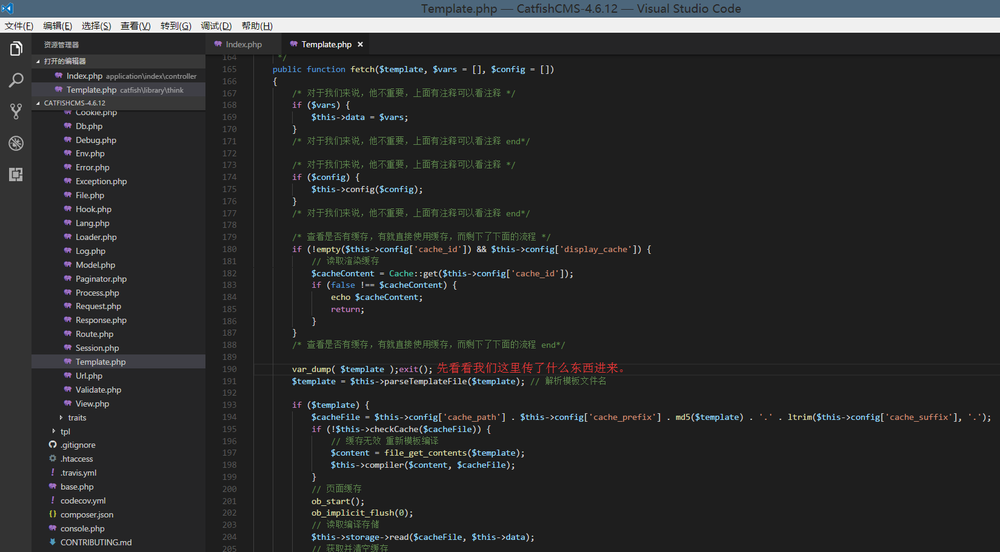 Template.php — CatfishCMS-4.6.12 — Visual Studio Code
文件(F) 编辑(E) 选择(S) 查看(V) 转到(G) 调试(D) 帮助(H)
资源管理器
打开的编辑器
Index.php application\index\controller
Template.php catfish\library\think
CATFISHCMS-4.6.12
Cookie.php
Db.php
Debug.php
Env.php
Error.php
Exception.php
File.php
Hook.php
Lang.php
Loader.php
Log.php
Model.php
Paginator.php
Process.php
Request.php
Response.php
Route.php
Session.php
Template.php
Url.php
Validate.php
View.php
traits
tpl
.gitignore
.htaccess
.travis.yml
base.php
codecov.yml
composer.json
console.php
CONTRIBUTING.md
Index.php Template.php ×
164 */
165 public function fetch($template, $vars = [], $config = [])
166 {
167 /* 对于我们来说，他不重要，上面有注释可以看注释 */
168 if ($vars) {
169 $this->data = $vars;
170 }
171 /* 对于我们来说，他不重要，上面有注释可以看注释 end*/
172
173 /* 对于我们来说，他不重要，上面有注释可以看注释 */
174 if ($config) {
175 $this->config($config);
176 }
177 /* 对于我们来说，他不重要，上面有注释可以看注释 end*/
178
179 /* 查看是否有缓存，有就直接使用缓存，而剩下了下面的流程 */
180 if (!empty($this->config['cache_id']) && $this->config['display_cache']) {
181 // 读取渲染缓存
182 $cacheContent = Cache::get($this->config['cache_id']);
183 if (false !== $cacheContent) {
184 echo $cacheContent;
185 return;
186 }
187 }
188 /* 查看是否有缓存，有就直接使用缓存，而剩下了下面的流程 end*/
189
190 var_dump( $template );exit(); 先看看我们这里传了什么东西进来。
191 $template = $this->parseTemplateFile($template); // 解析模板文件名
192
193 if ($template) {
194 $cacheFile = $this->config['cache_path'] . $this->config['cache_prefix'] . md5($template) . '.' . ltrim($this->config['cache_suffix'], '.');
195 if (!$this->checkCache($cacheFile)) {
196 // 缓存无效 重新模板编译
197 $content = file_get_contents($template);
198 $this->compiler($content, $cacheFile);
199 }
200 // 页面缓存
201 ob_start();
202 ob_implicit_flush(0);
203 // 读取编译存储
204 $this->storage->read($cacheFile, $this->data);
205 // 获取并清空缓存